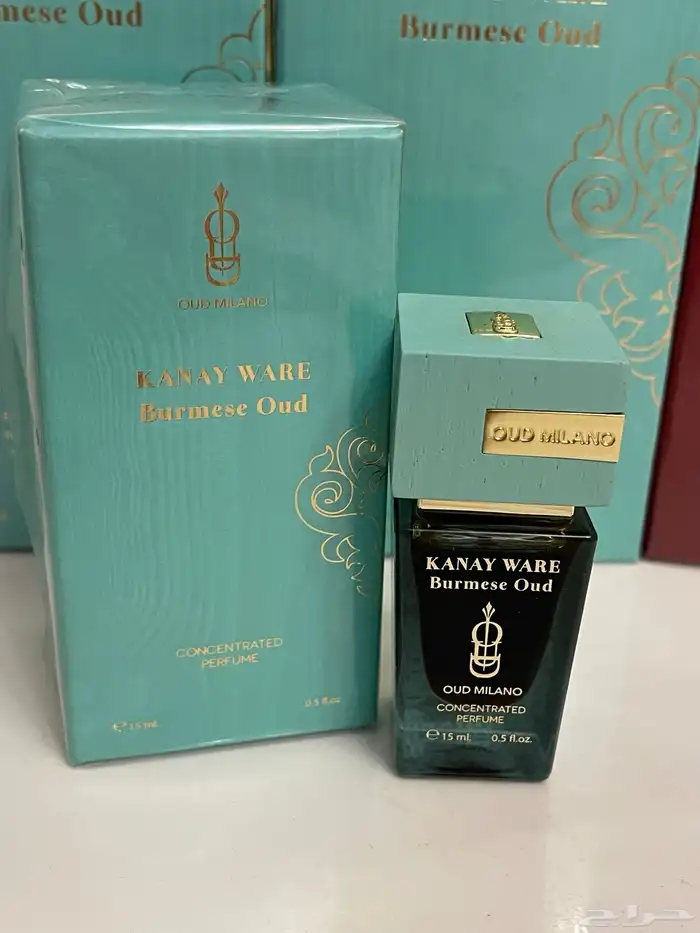 mese Oud
Burmese Oud
OUD MILANO
KANAY WARE
Burmese Oud
CONCENTRATED
PERFUME
℮ 15 ml.
0.5 fl.oz
OUD MILANO
KANAY WARE
Burmese Oud
OUD MILANO
CONCENTRATED
PERFUME
℮ 15 ml. 0.5 fl.oz.
حراج